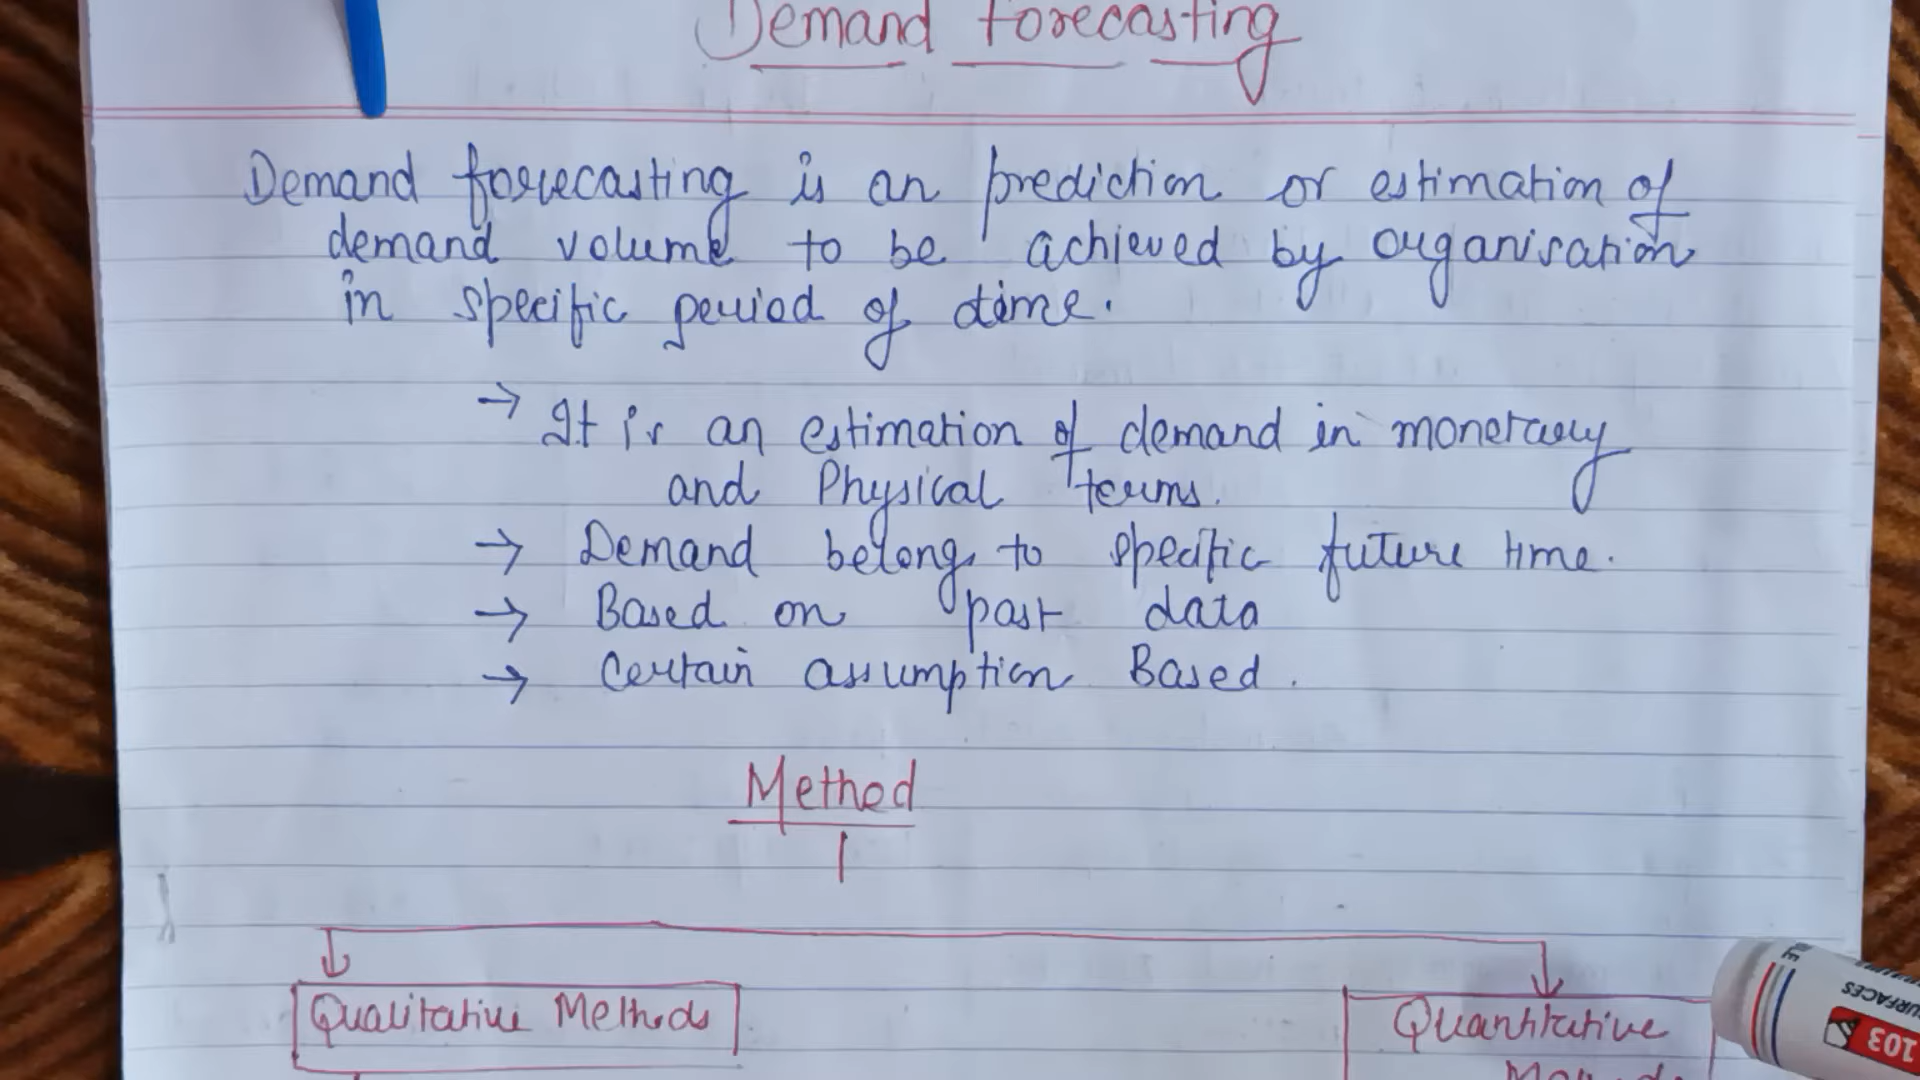 Demand forecasting
Demand forecasting is an prediction or estimation of
demand volume to be achieved by organisation
in specific period of time.
→ It is an estimation of demand in monetary
and Physical terms.
→ Demand belong to specific future time.
→ Based on past data
→ Certain assumption Based.
Method
Qualitative Methods
Quantitative
103